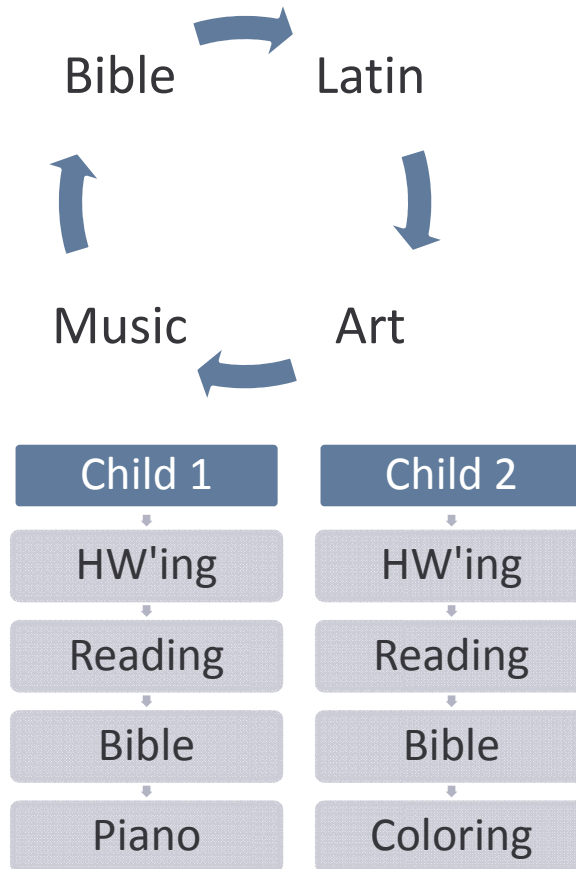 Bible Latin
Music Art
Child 1 Child 2
HW'ing HW'ing
Reading Reading
Bible Bible
Piano Coloring